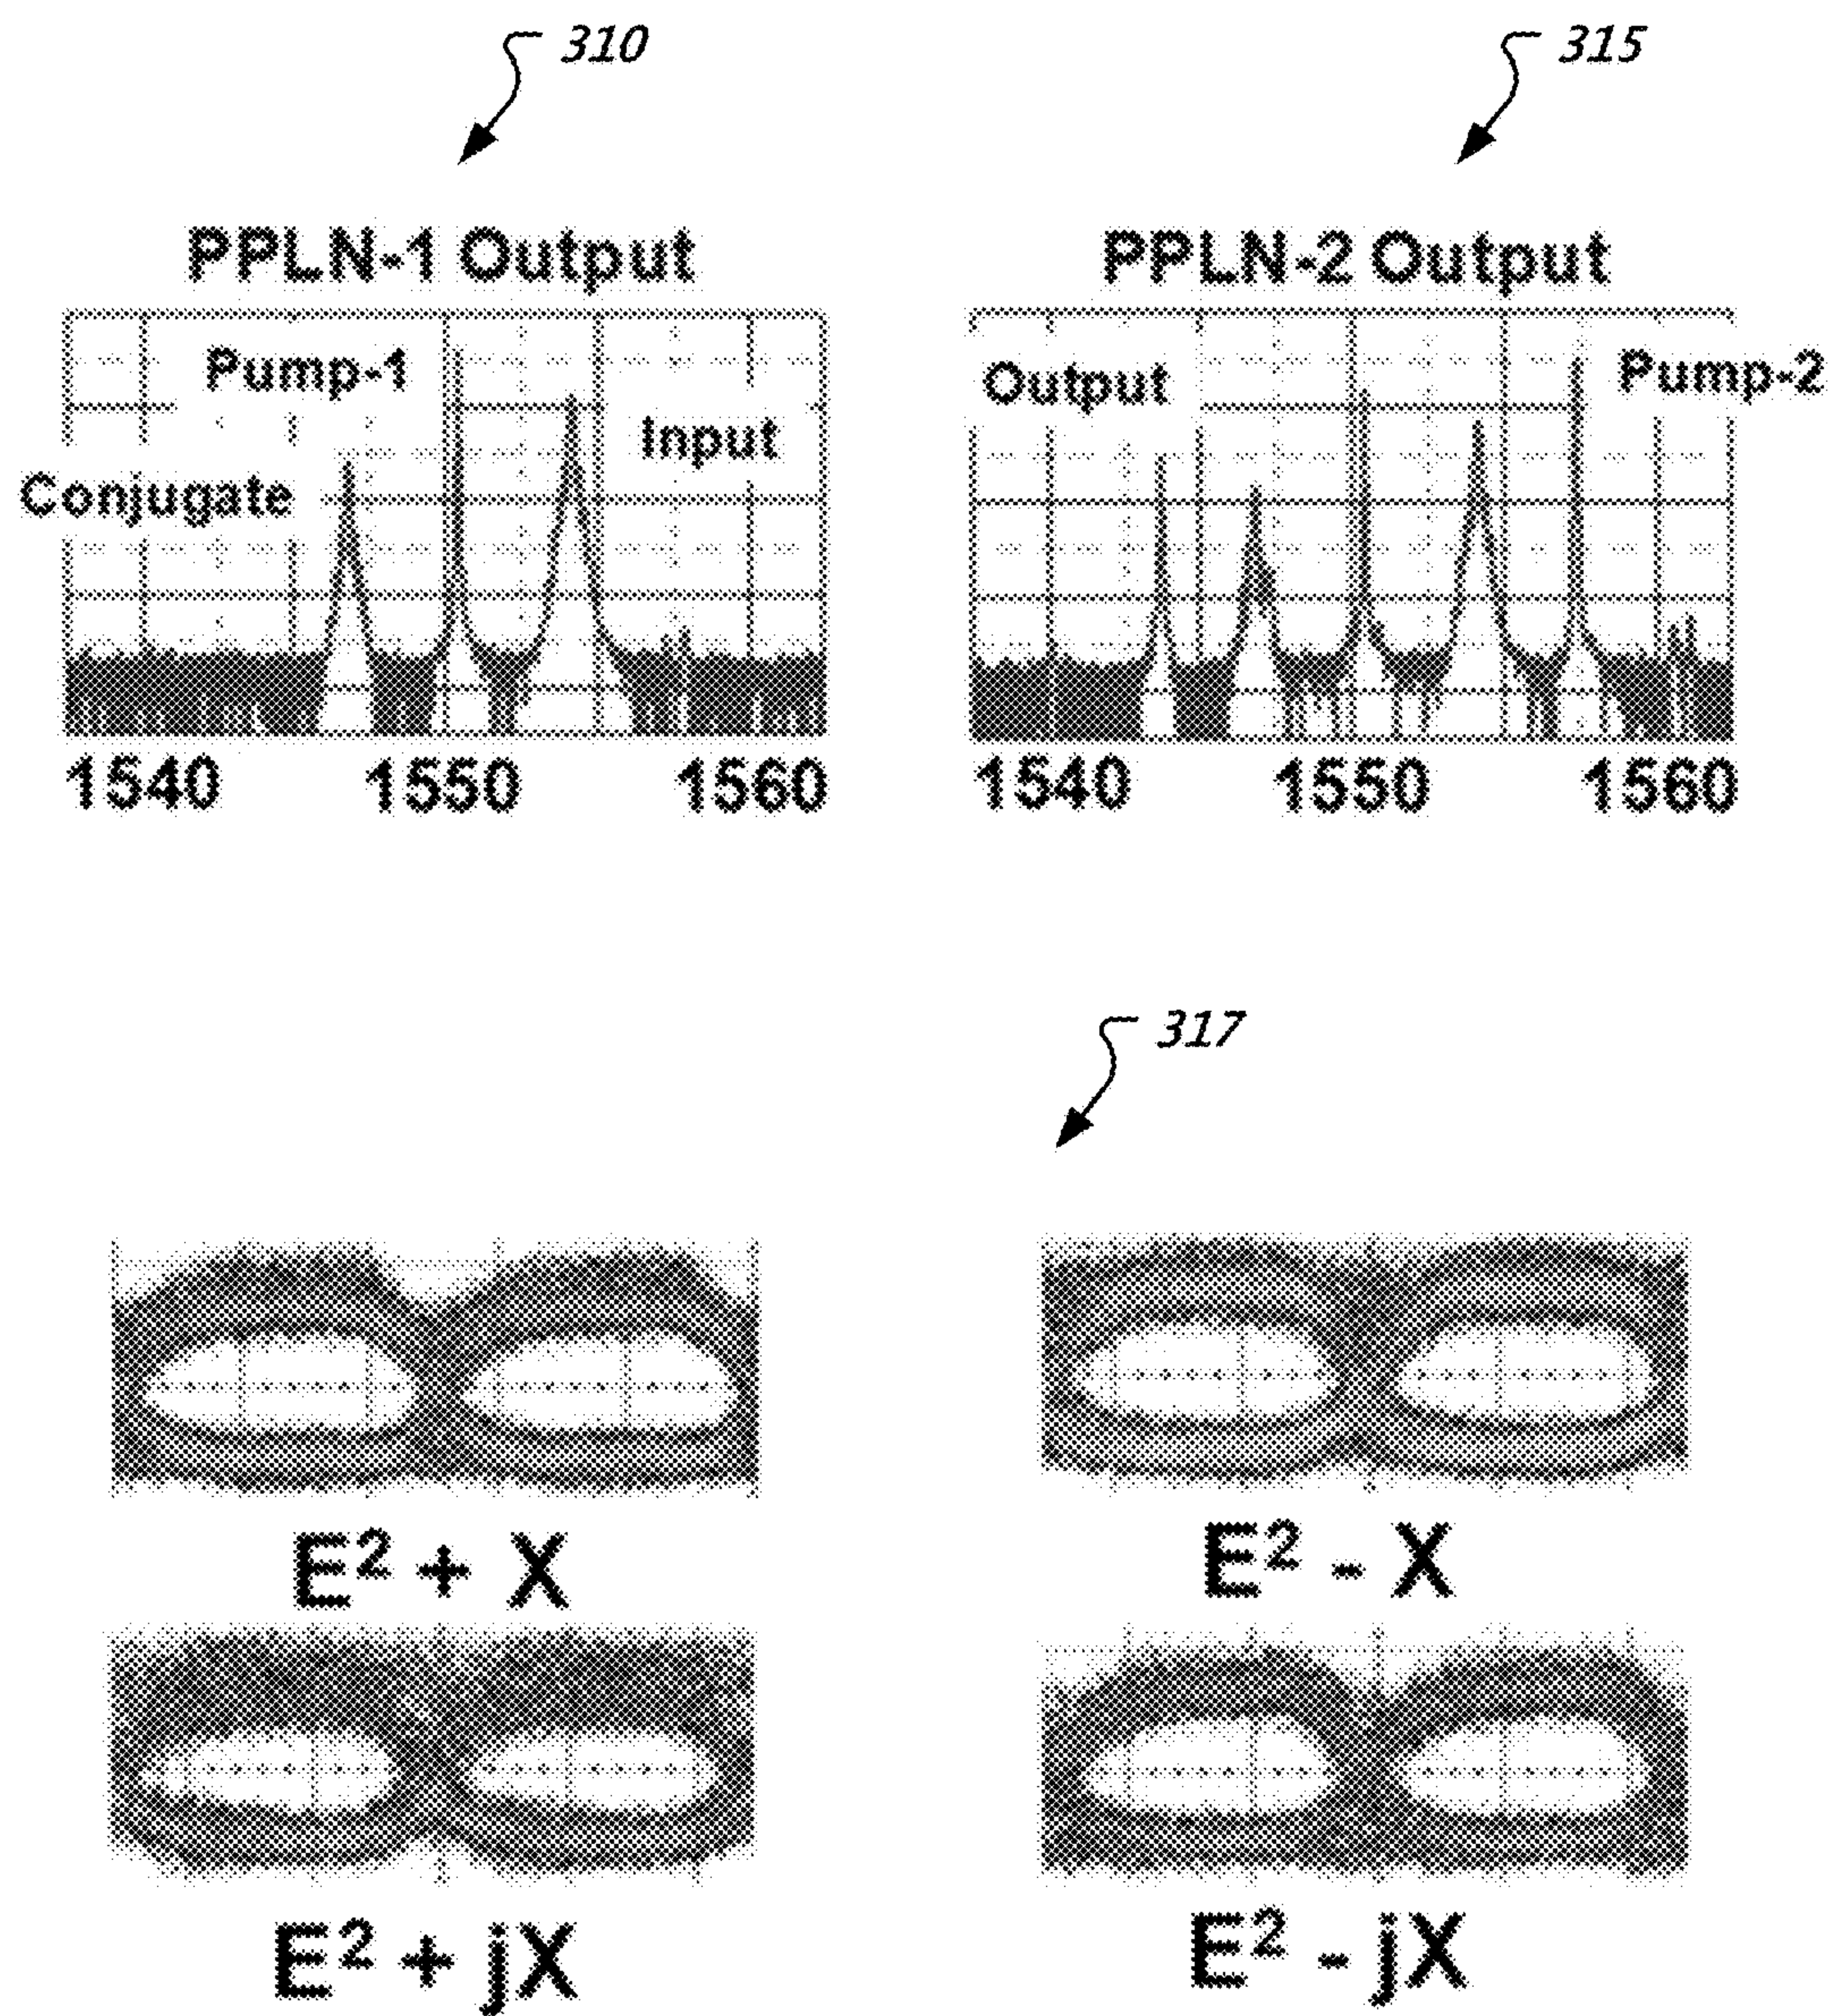 310
315
PPLN-1 Output
PPLN-2 Output
Pump-1
Input
Conjugate
Output
Pump-2
1540 1550 1560
1540 1550 1560
317
E² + X
E² - X
E² + jX
E² - jX